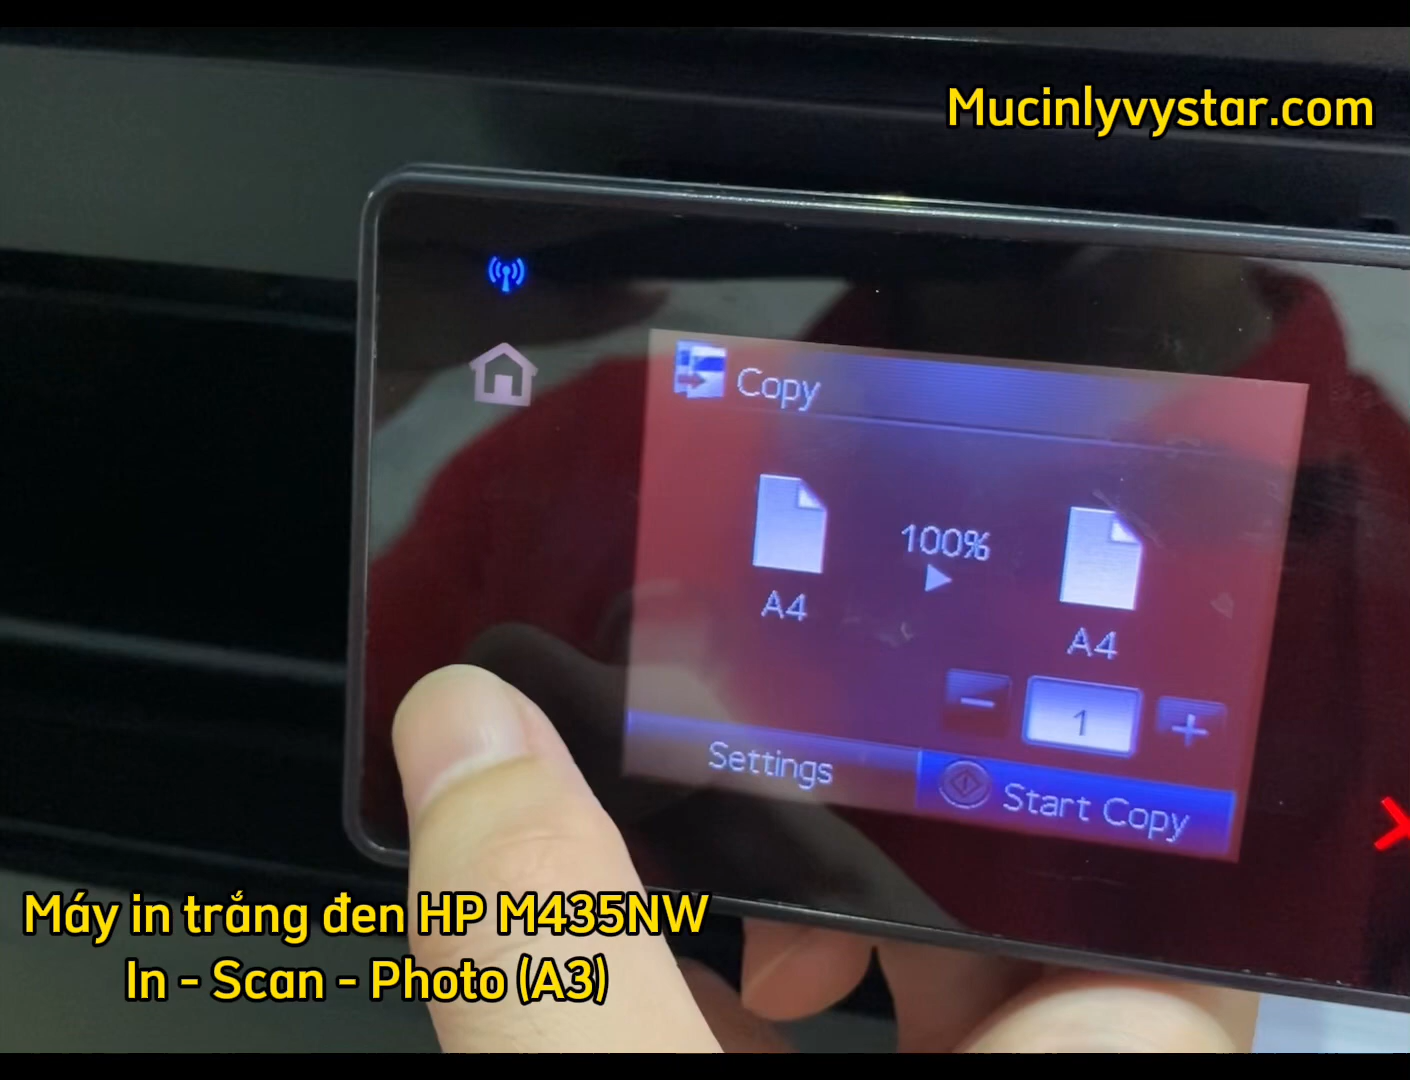 Mucinlyvystar.com
Copy
100%
A4
A4
1
Settings
Start Copy
Máy in trắng đen HP M435NW
In - Scan - Photo (A3)